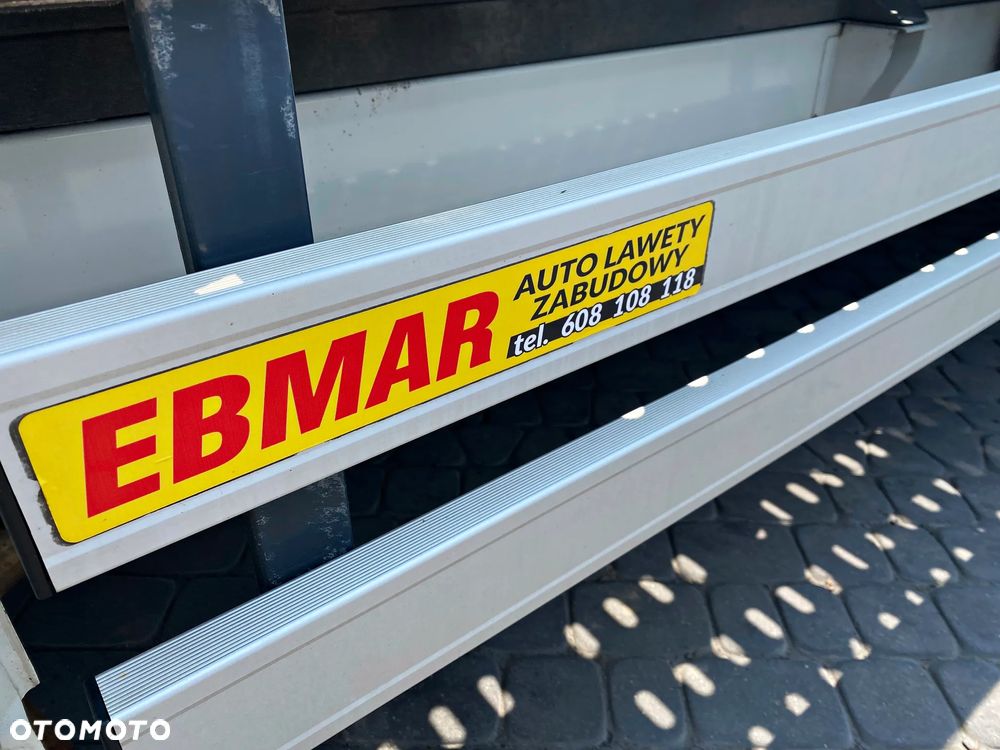 EBMAR
AUTO LAWETY
ZABUDOWY
tel. 608 108 118
OTOMOTO